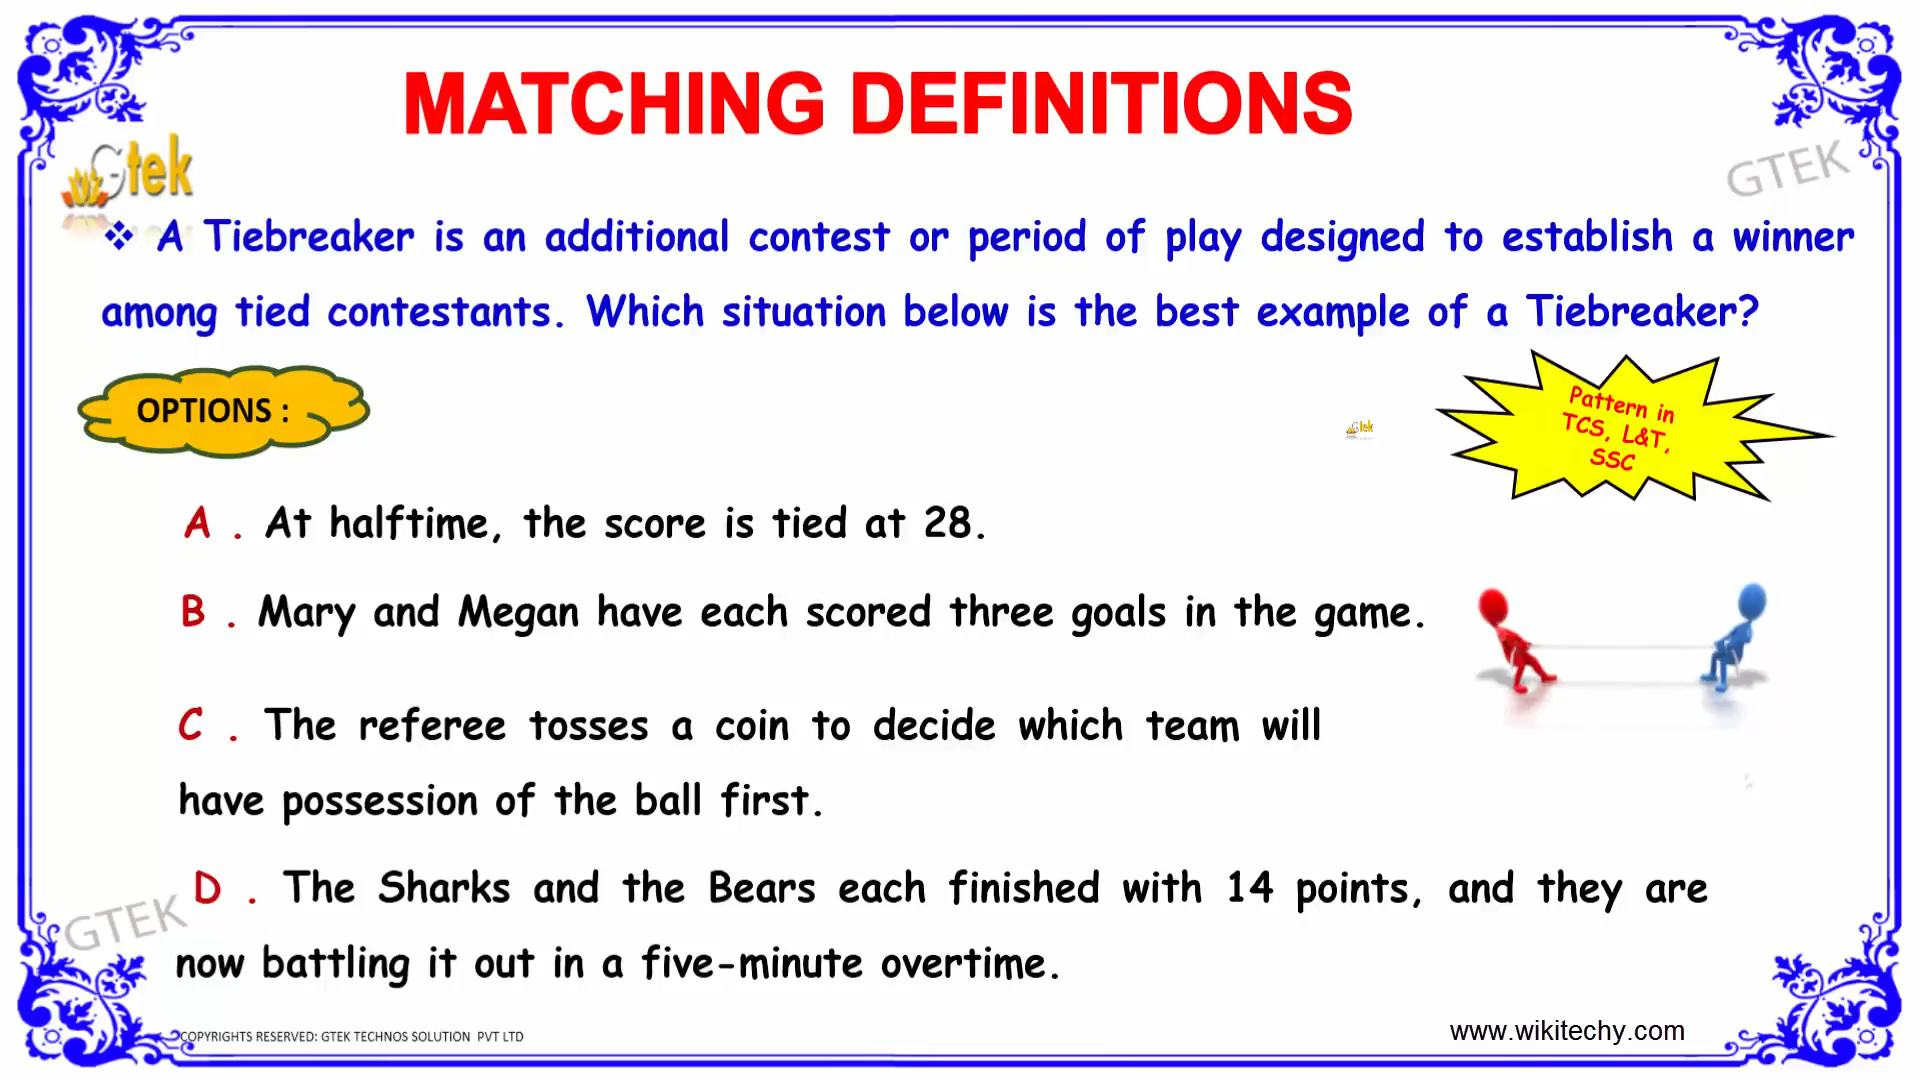 MATCHING DEFINITIONS
Gtek
GTEK
❖ A Tiebreaker is an additional contest or period of play designed to establish a winner
among tied contestants. Which situation below is the best example of a Tiebreaker?
OPTIONS :
Pattern in
TCS, L&T,
SSC
Gtek
A . At halftime, the score is tied at 28.
B . Mary and Megan have each scored three goals in the game.
C . The referee tosses a coin to decide which team will
have possession of the ball first.
D . The Sharks and the Bears each finished with 14 points, and they are
now battling it out in a five-minute overtime.
GTEK
COPYRIGHTS RESERVED: GTEK TECHNOS SOLUTION PVT LTD
www.wikitechy.com